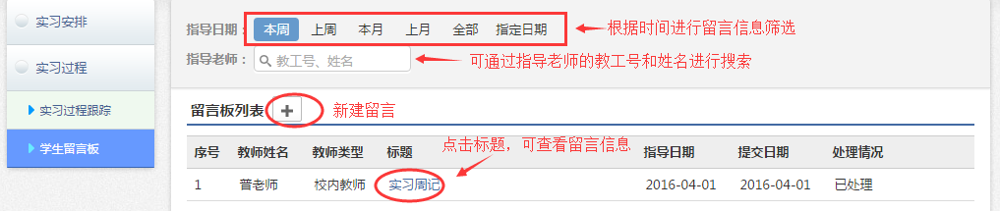 实习安排
实习过程
实习过程跟踪
学生留言板
指导日期： 本周 上周 本月 上月 全部 指定日期 根据时间进行留言信息筛选
指导老师： 教工号、姓名 可通过指导老师的教工号和姓名进行搜索
留言板列表 + 新建留言
点击标题，可查看留言信息
序号 教师姓名 教师类型 标题 指导日期 提交日期 处理情况
1 普老师 校内教师 实习周记 2016-04-01 2016-04-01 已处理